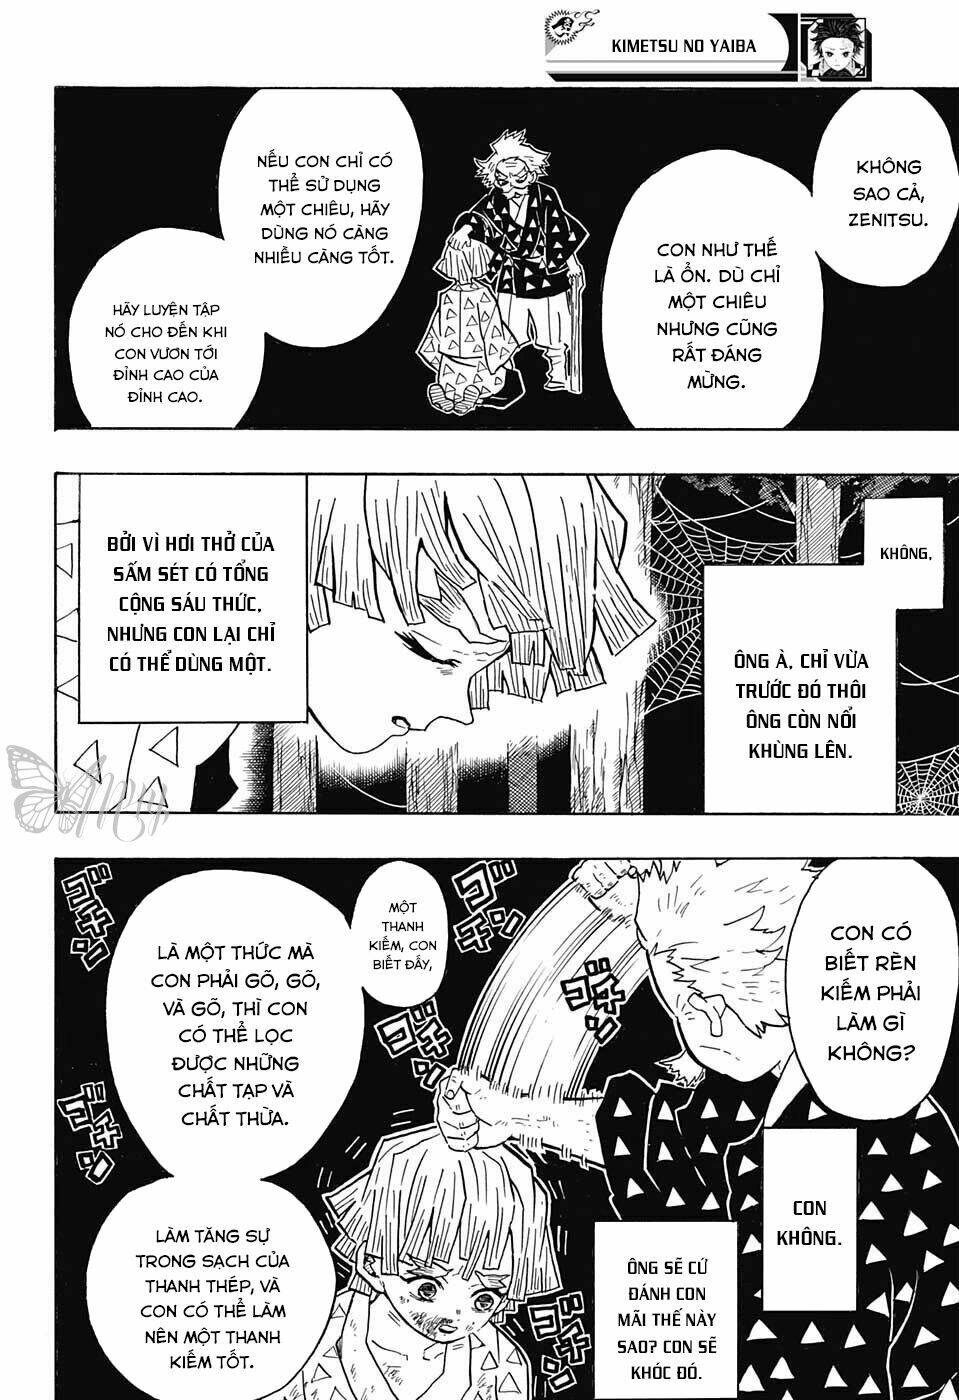 KIMETSU NO YAIBA
KHÔNG
SAO CẢ,
ZENITSU.
CON NHƯ THẾ
LÀ ỔN. DÙ CHỈ
MỘT CHIÊU
NHƯNG CŨNG
RẤT ĐÁNG
MỪNG.
NẾU CON CHỈ CÓ
THỂ SỬ DỤNG
MỘT CHIÊU, HÃY
DÙNG NÓ CÀNG
NHIỀU CÀNG TỐT.
HÃY LUYỆN TẬP
NÓ CHO ĐẾN KHI
CON VƯƠN TỚI
ĐỈNH CAO CỦA
ĐỈNH CAO.
KHÔNG,
ÔNG À, CHỈ VỪA
TRƯỚC ĐÓ THÔI
ÔNG CÒN NỔI
KHÙNG LÊN.
BỞI VÌ HƠI THỞ CỦA
SẤM SÉT CÓ TỔNG
CỘNG SÁU THỨC,
NHƯNG CON LẠI CHỈ
CÓ THỂ DÙNG MỘT.
CON CÓ
BIẾT RÈN
KIẾM PHẢI
LÀM GÌ
KHÔNG?
CON
KHÔNG.
ÔNG SẼ CỨ
ĐÁNH CON
MÃI THẾ NÀY
SAO? CON SẼ
KHÓC ĐÓ.
MỘT
THANH
KIẾM, CON
BIẾT ĐẤY,
LÀ MỘT THỨC MÀ
CON PHẢI GÕ, GÕ,
VÀ GÕ, THÌ CON
CÓ THỂ LỌC
ĐƯỢC NHỮNG
CHẤT TẠP VÀ
CHẤT THỪA.
LÀM TĂNG SỰ
TRONG SẠCH CỦA
THANH THÉP, VÀ
CON CÓ THỂ LÀM
NÊN MỘT THANH
KIẾM TỐT.